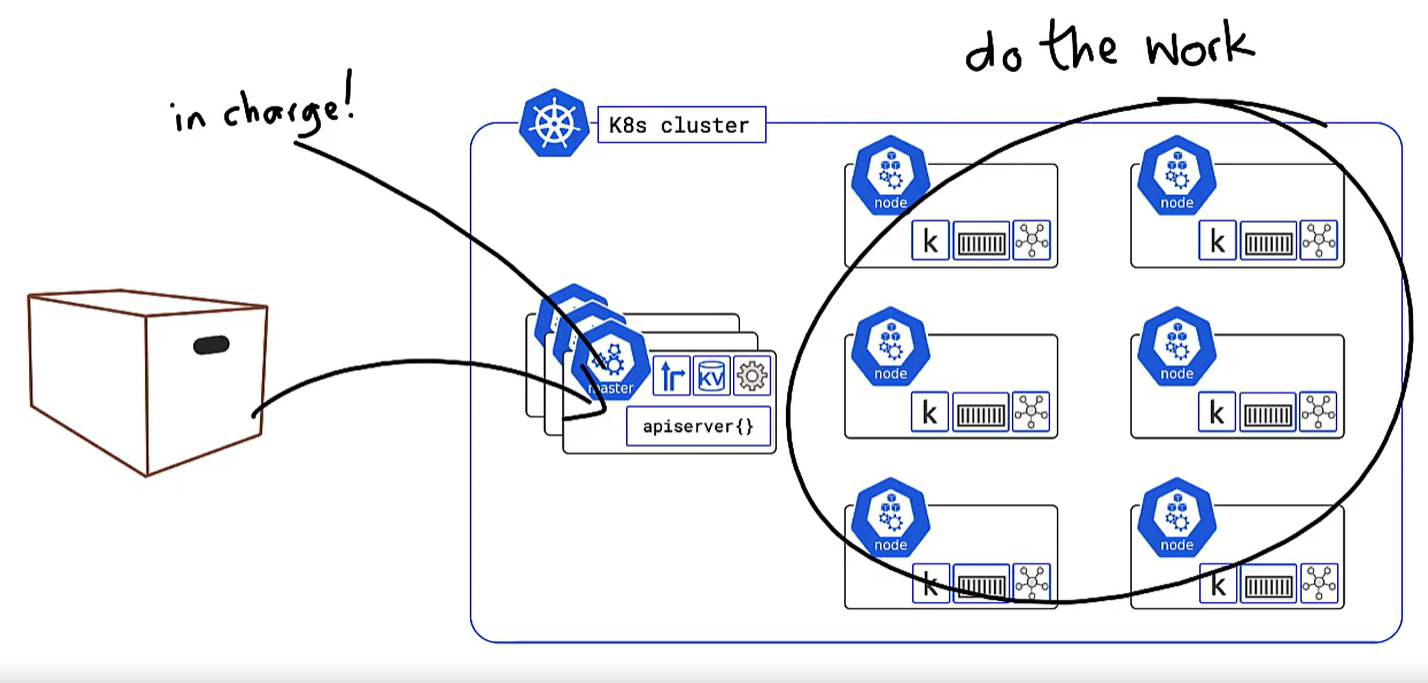 do the work
in charge!
K8s cluster
node
node
k
k
node
node
k
k
master
KV
apiserver{}
node
node
k
k